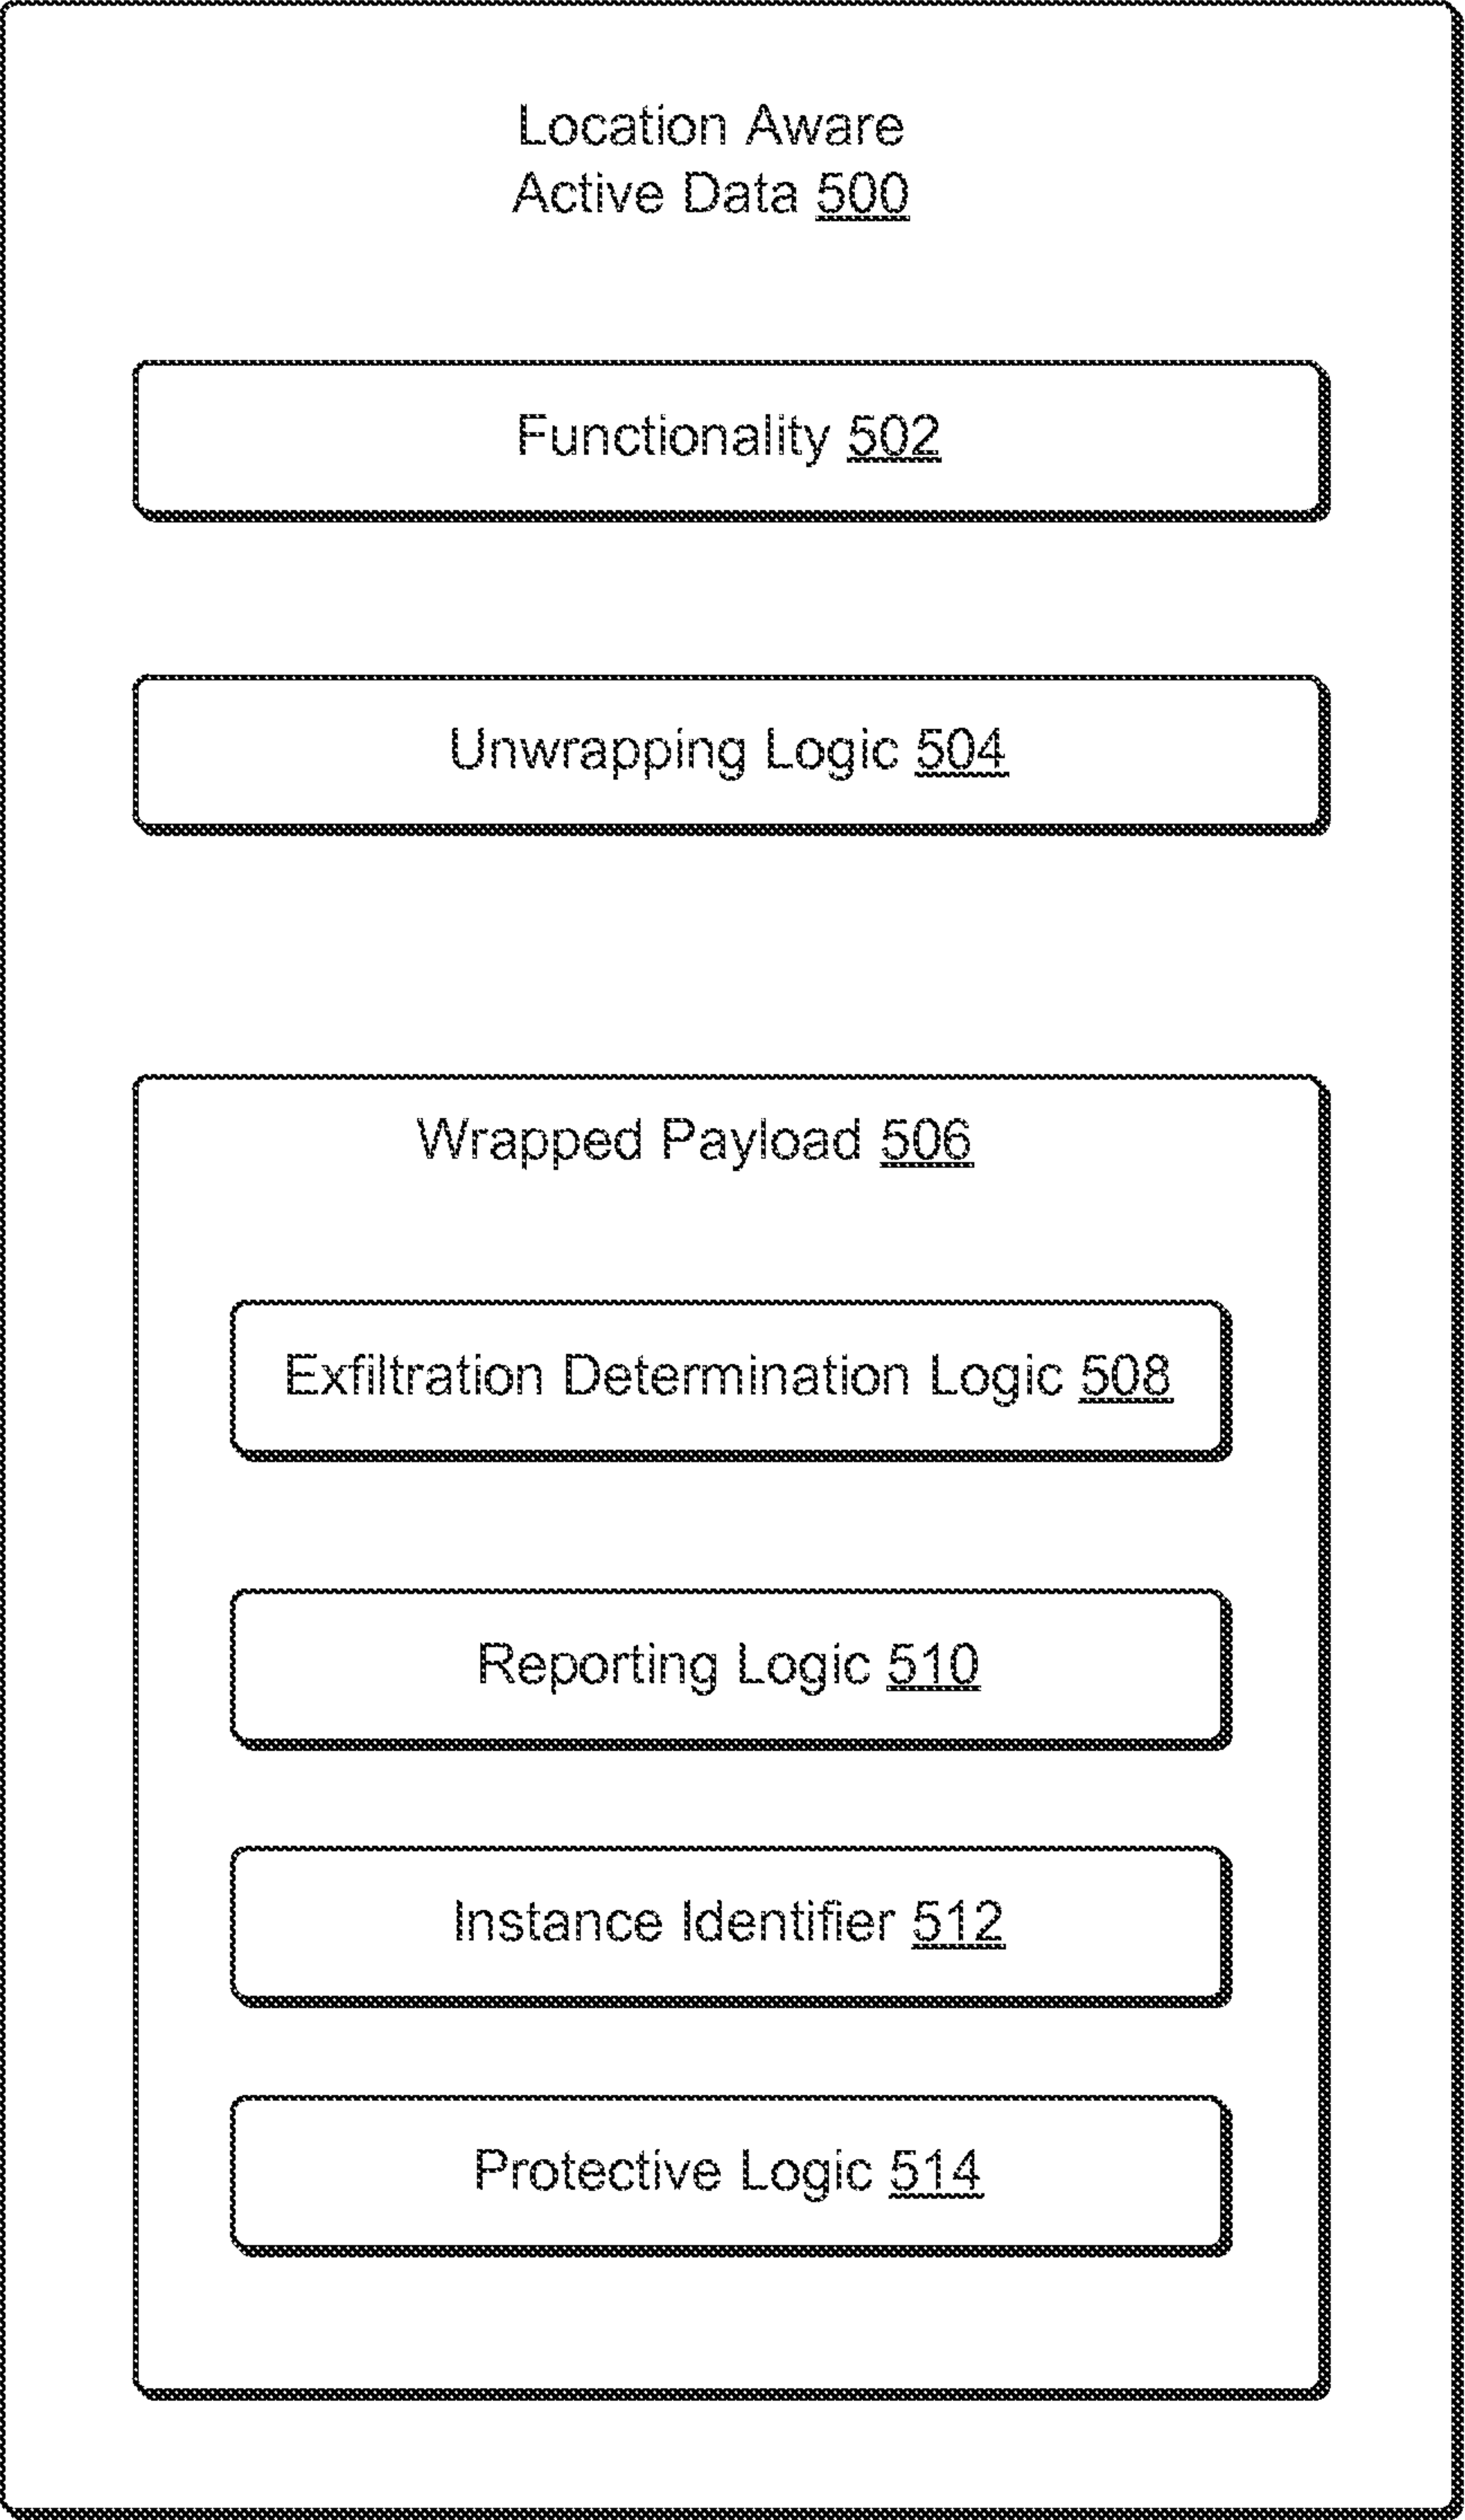 Location Aware
Active Data 500
Functionality 502
Unwrapping Logic 504
Wrapped Payload 506
Exfiltration Determination Logic 508
Reporting Logic 510
Instance Identifier 512
Protective Logic 514